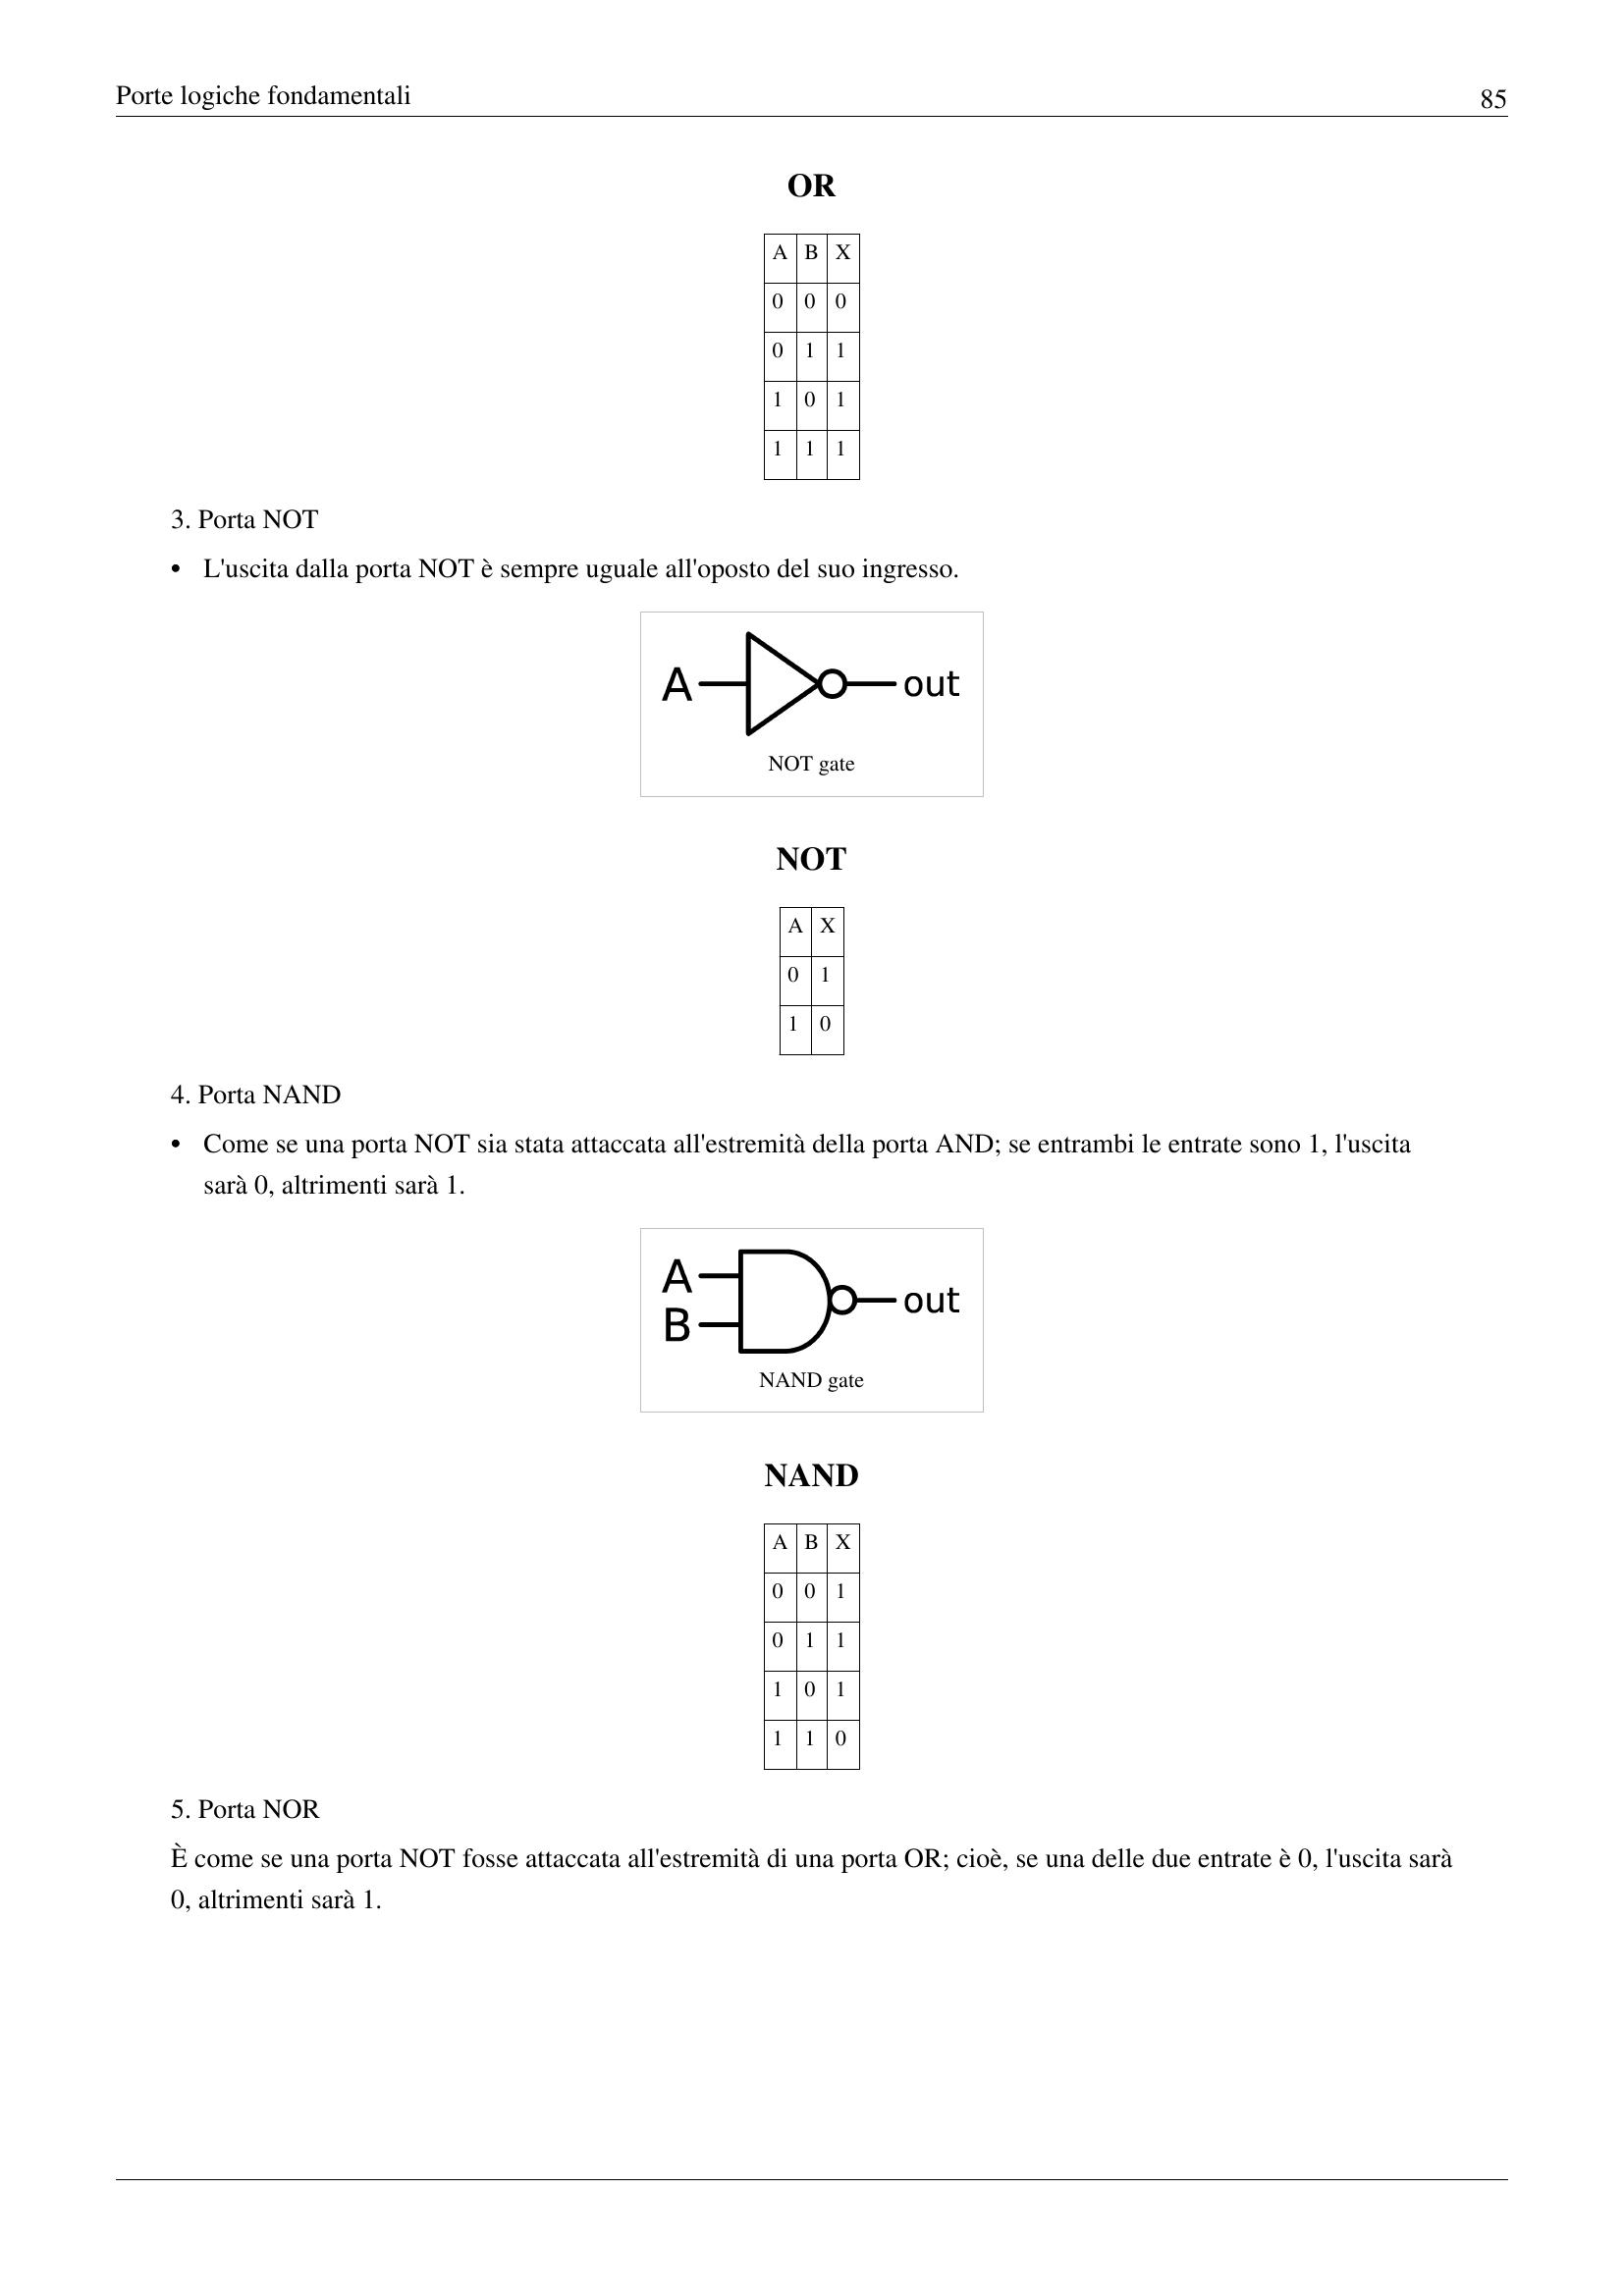 Porte logiche fondamentali 85
OR
A B X
0 0 0
0 1 1
1 0 1
1 1 1
3. Porta NOT
• L'uscita dalla porta NOT è sempre uguale all'oposto del suo ingresso.
A out
NOT gate
NOT
A X
0 1
1 0
4. Porta NAND
• Come se una porta NOT sia stata attaccata all'estremità della porta AND; se entrambi le entrate sono 1, l'uscita
sarà 0, altrimenti sarà 1.
A
B out
NAND gate
NAND
A B X
0 0 1
0 1 1
1 0 1
1 1 0
5. Porta NOR
È come se una porta NOT fosse attaccata all'estremità di una porta OR; cioè, se una delle due entrate è 0, l'uscita sarà
0, altrimenti sarà 1.